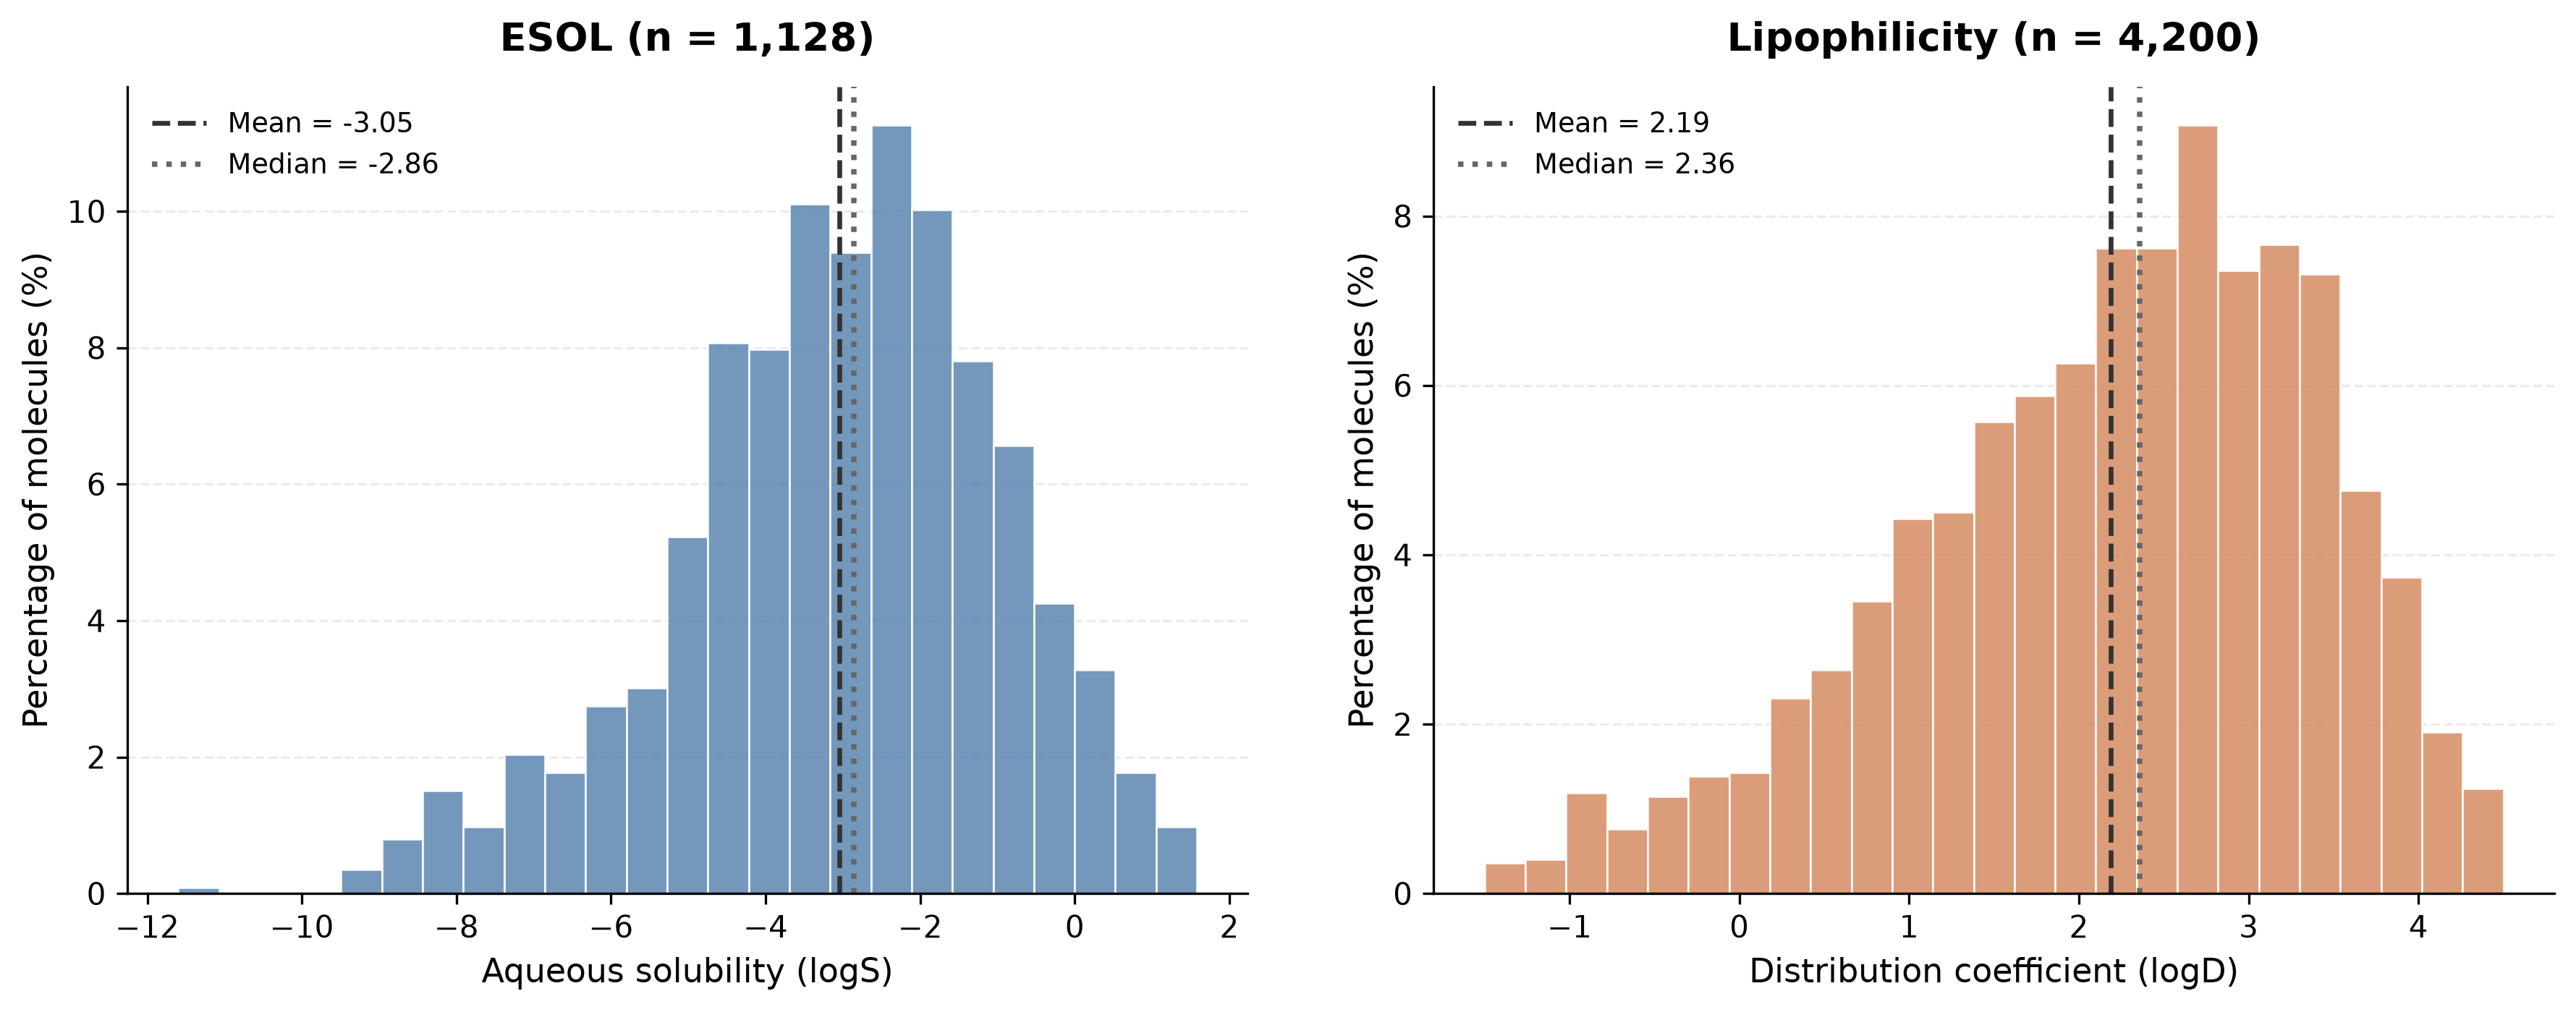 ESOL (n = 1,128)
Mean = -3.05
Median = -2.86
Percentage of molecules (%)
10
8
6
4
2
0
−12 −10 −8 −6 −4 −2 0 2
Aqueous solubility (logS)
Lipophilicity (n = 4,200)
Mean = 2.19
Median = 2.36
Percentage of molecules (%)
8
6
4
2
0
−1 0 1 2 3 4
Distribution coefficient (logD)